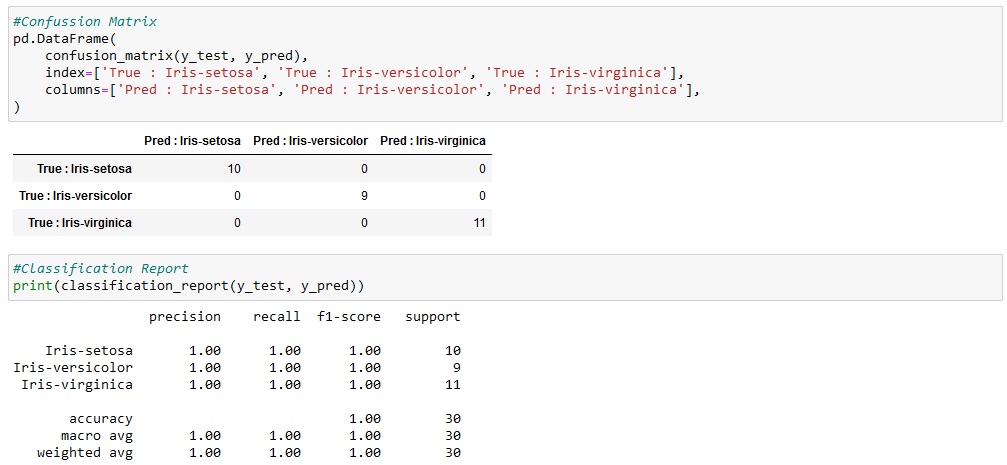 #Confussion Matrix
pd.DataFrame(
    confusion_matrix(y_test, y_pred),
    index=['True : Iris-setosa', 'True : Iris-versicolor', 'True : Iris-virginica'],
    columns=['Pred : Iris-setosa', 'Pred : Iris-versicolor', 'Pred : Iris-virginica'],
)
Pred : Iris-setosa Pred : Iris-versicolor Pred : Iris-virginica
True : Iris-setosa 10 0 0
True : Iris-versicolor 0 9 0
True : Iris-virginica 0 0 11
#Classification Report
print(classification_report(y_test, y_pred))
precision recall f1-score support
Iris-setosa 1.00 1.00 1.00 10
Iris-versicolor 1.00 1.00 1.00 9
Iris-virginica 1.00 1.00 1.00 11
accuracy 1.00 30
macro avg 1.00 1.00 1.00 30
weighted avg 1.00 1.00 1.00 30